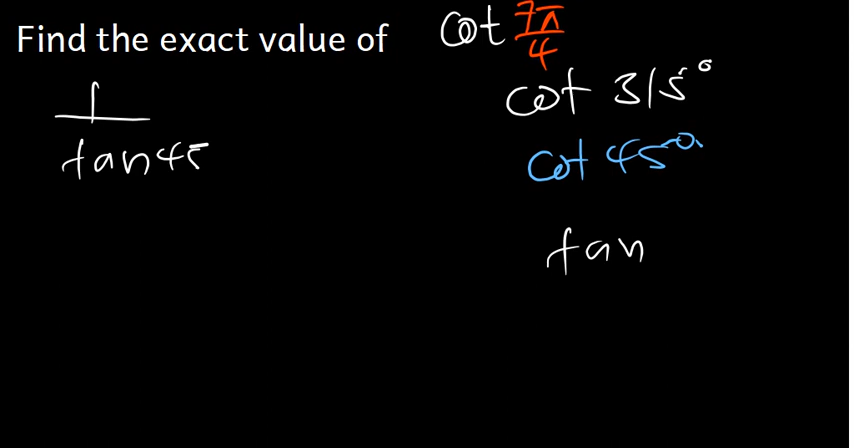 Find the exact value of cot 7π/4
cot 315°
1/tan45
cot 45°
tan